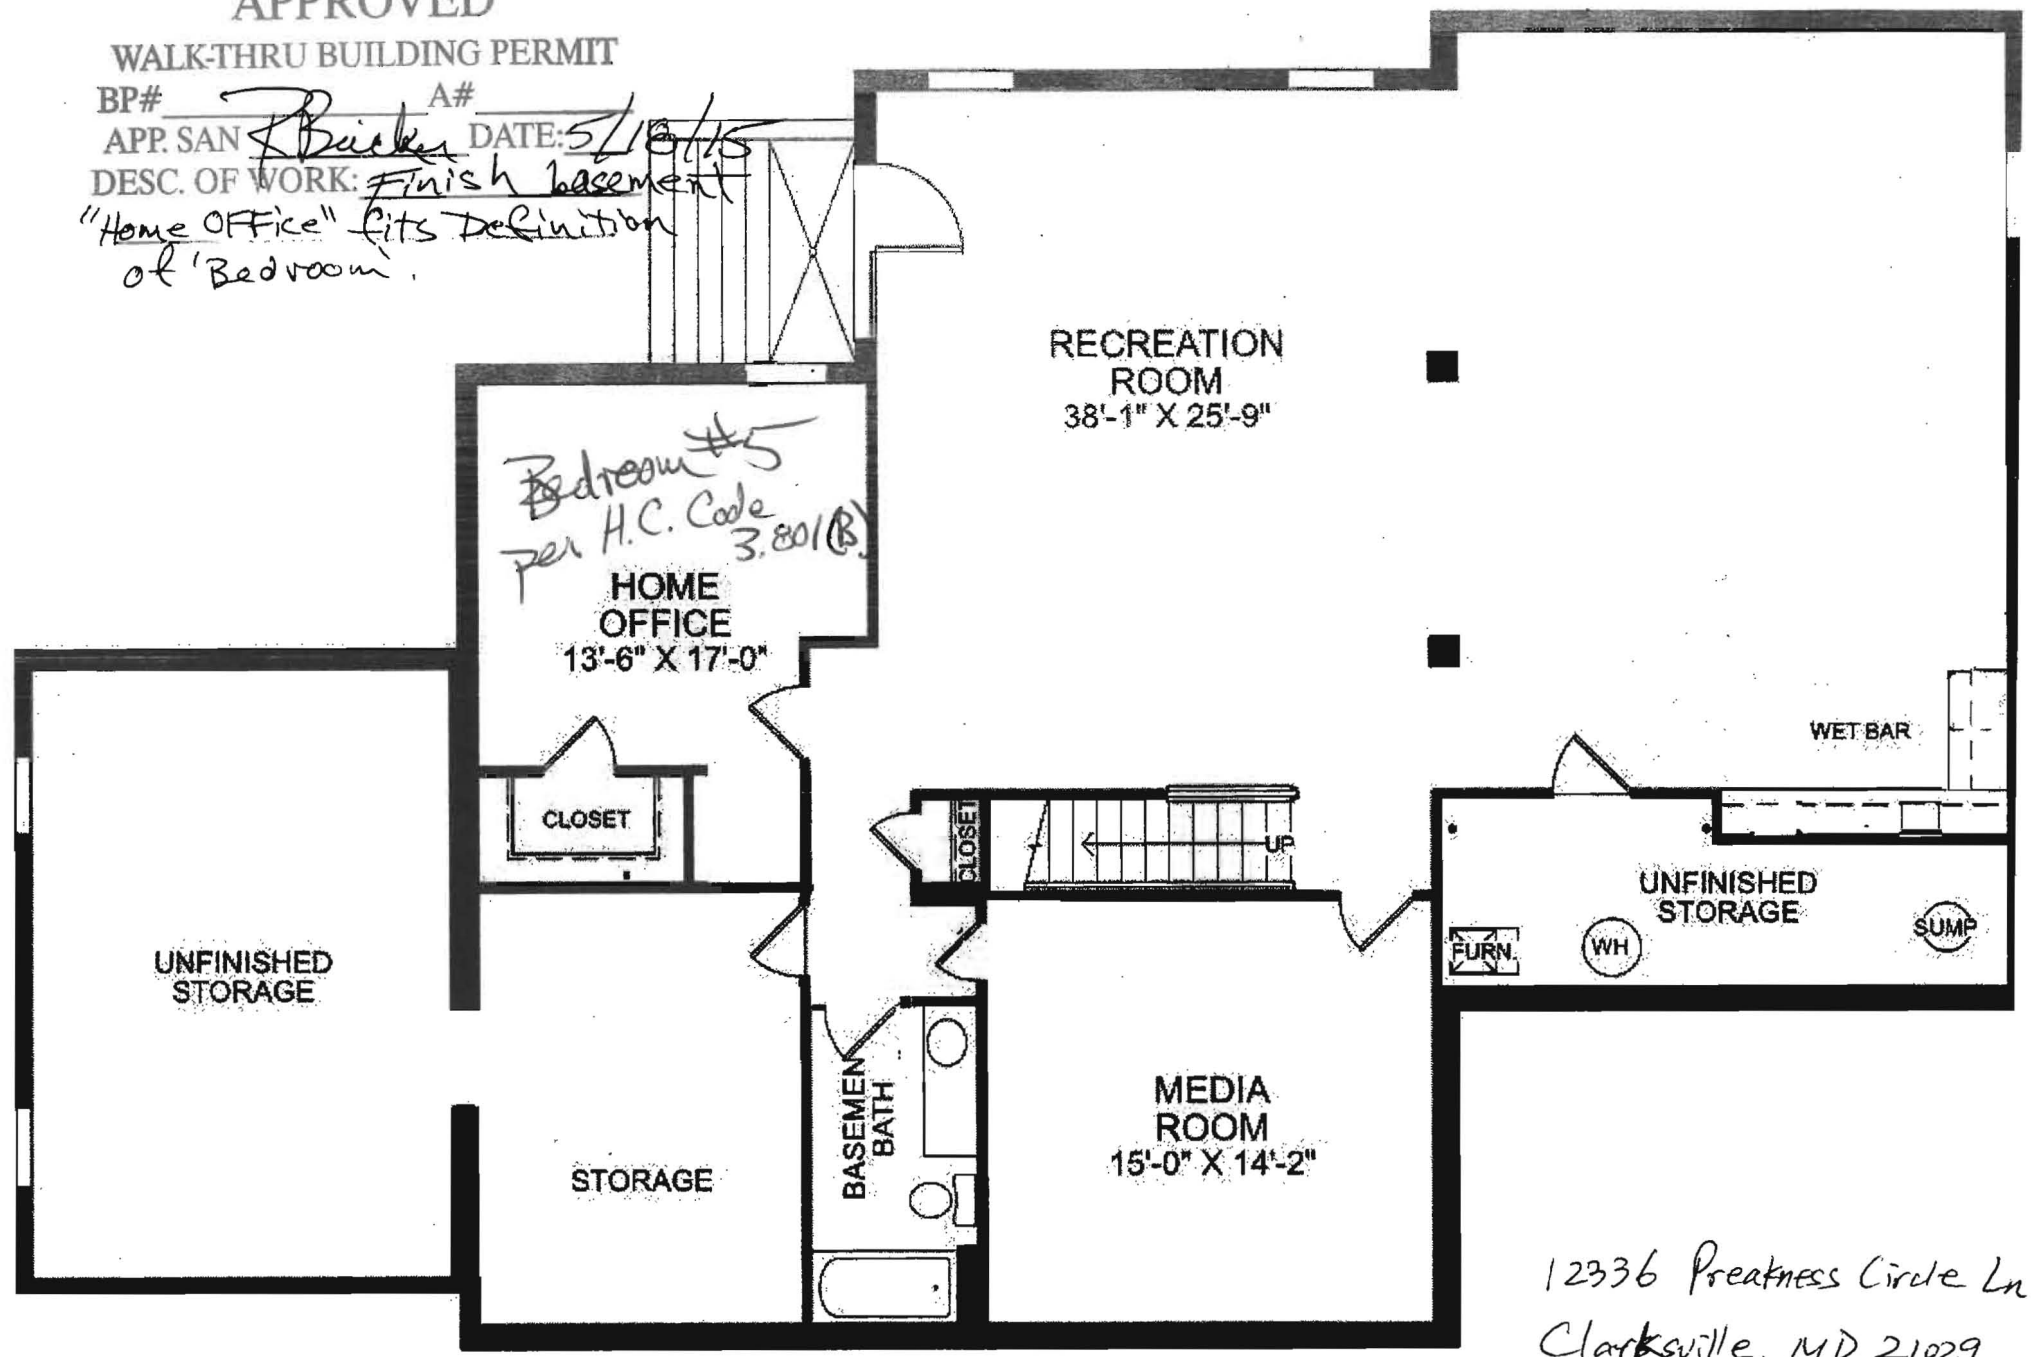 APPROVED
WALK-THRU BUILDING PERMIT
BP# A#
APP. SAN DATE: 5/18/15
DESC. OF WORK: Finish basement
"Home OFFice" fits Definition
of 'Bedroom'.
RECREATION
ROOM
38'-1" X 25'-9"
Bedroom #5
per H.C. Code
3.801(B)
HOME
OFFICE
13'-6" X 17'-0"
WET BAR
CLOSET
CLOSET
UP
UNFINISHED
STORAGE
FURN.
WH
SUMP
UNFINISHED
STORAGE
STORAGE
BASEMEN
BATH
MEDIA
ROOM
15'-0" X 14'-2"
12336 Preakness Circle Ln
Clarksville, MD 21029